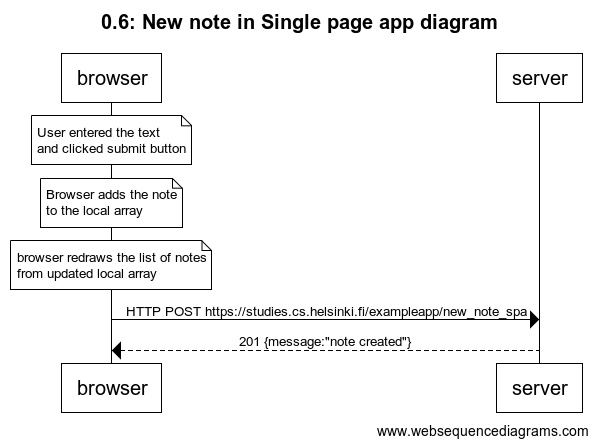 0.6: New note in Single page app diagram
browser
server
User entered the text
and clicked submit button
Browser adds the note
to the local array
browser redraws the list of notes
from updated local array
HTTP POST https://studies.cs.helsinki.fi/exampleapp/new_note_spa
201 {message:"note created"}
browser
server
www.websequencediagrams.com